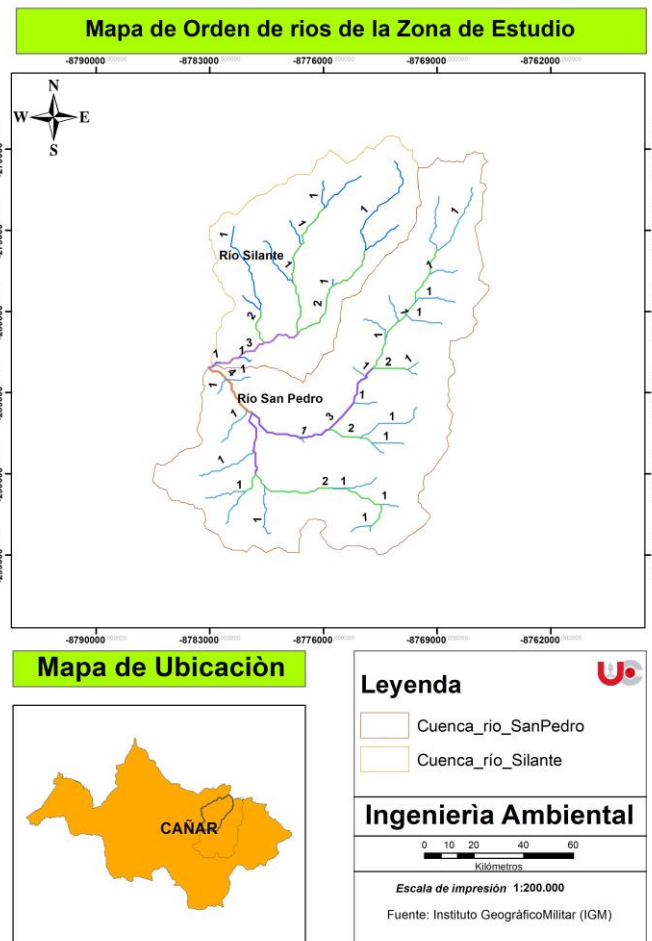 Mapa de Orden de rios de la Zona de Estudio
-8790000 -8783000 -8776000 -8769000 -8762000
N
W E
S
1
1
1
1
1
1
Río Silante
1
1
1
2
2
1
1
1
3
1
1
1
2
1
4
1
1
Río San Pedro
1
1
3
1
2
1
1
1
2
1
1
1
1
1
-8790000 -8783000 -8776000 -8769000 -8762000
Mapa de Ubicaciòn
CAÑAR
Leyenda
UC
Cuenca_rio_SanPedro
Cuenca_río_Silante
Ingenierìa Ambiental
0 10 20 40 60
Kilómetros
Escala de impresión 1:200.000
Fuente: Instituto GeogràficoMilitar (IGM)